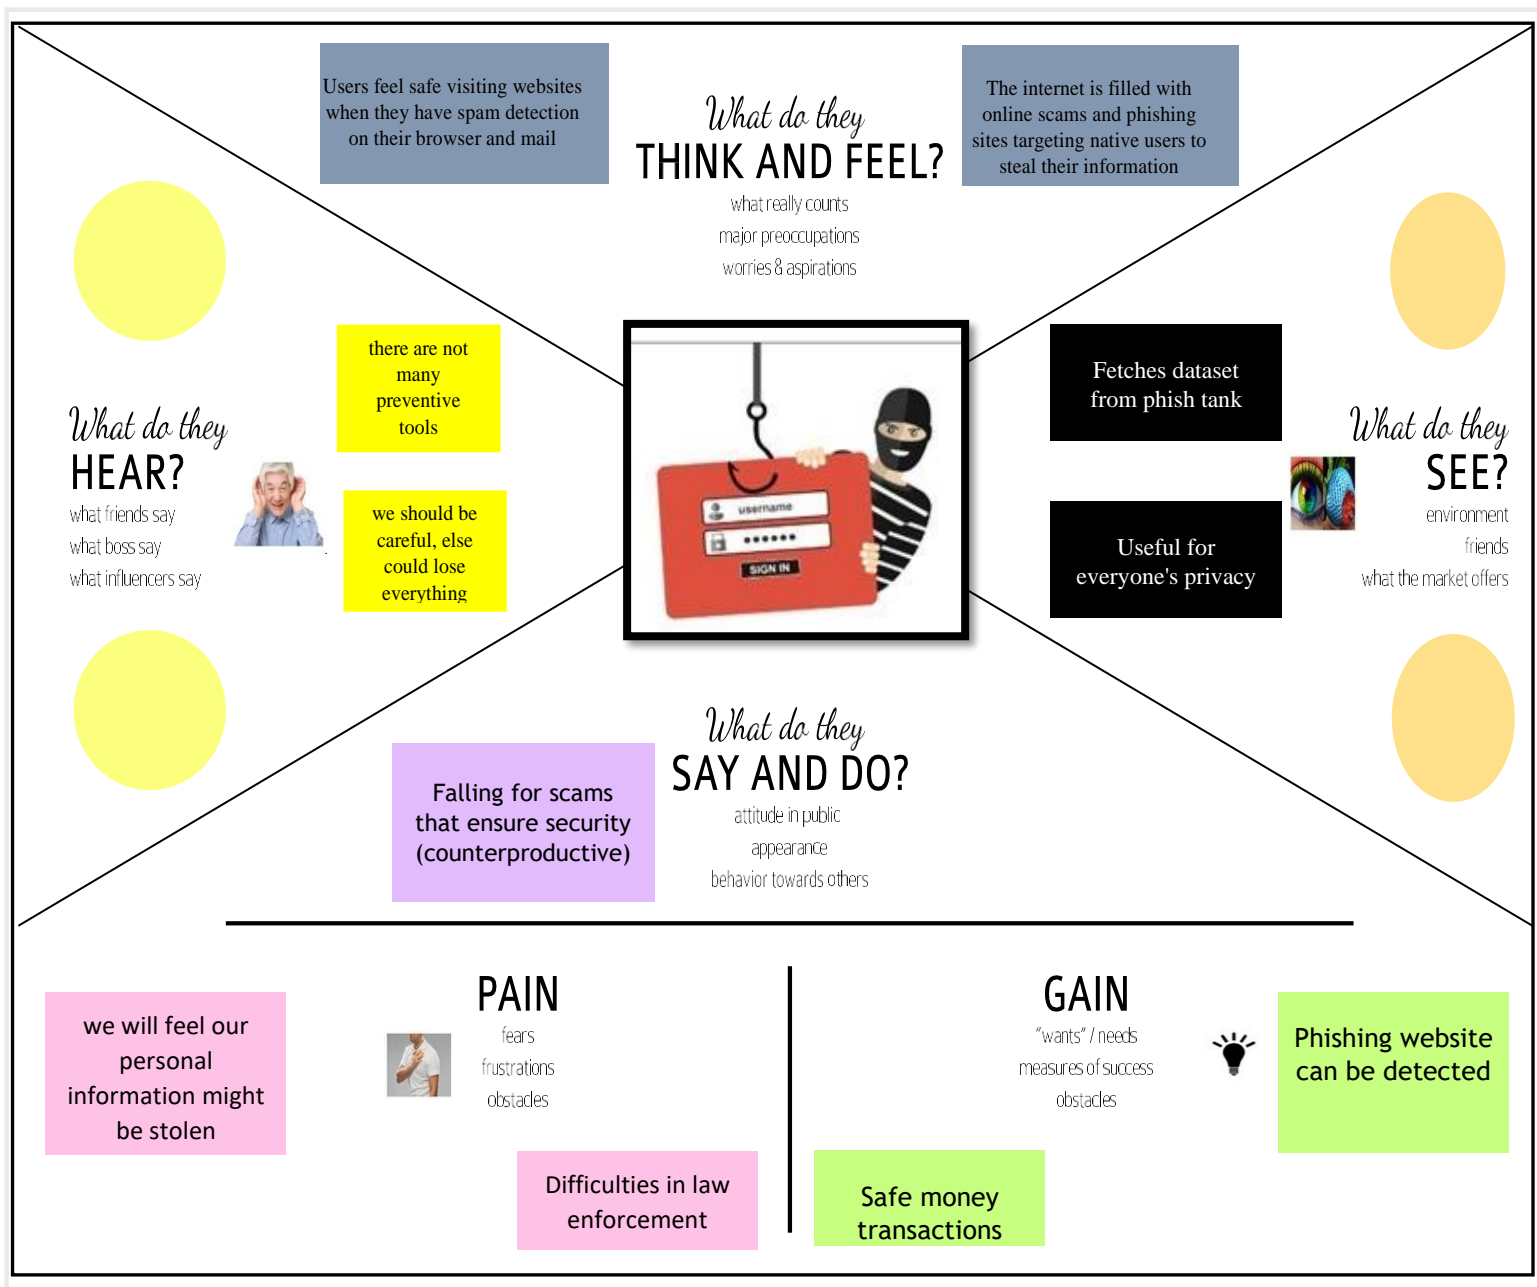 Users feel safe visiting websites
when they have spam detection
on their browser and mail
What do they
THINK AND FEEL?
what really counts
major preoccupations
worries & aspirations
The internet is filled with
online scams and phishing
sites targeting native users to
steal their information
What do they
HEAR?
what friends say
what boss say
what influencers say
there are not
many
preventive
tools
we should be
careful, else
could lose
everything
username
SIGN IN
Fetches dataset
from phish tank
Useful for
everyone's privacy
What do they
SEE?
environment
friends
what the market offers
Falling for scams
that ensure security
(counterproductive)
What do they
SAY AND DO?
attitude in public
appearance
behavior towards others
we will feel our
personal
information might
be stolen
PAIN
fears
frustrations
obstacles
Difficulties in law
enforcement
GAIN
"wants" / needs
measures of success
obstacles
Phishing website
can be detected
Safe money
transactions